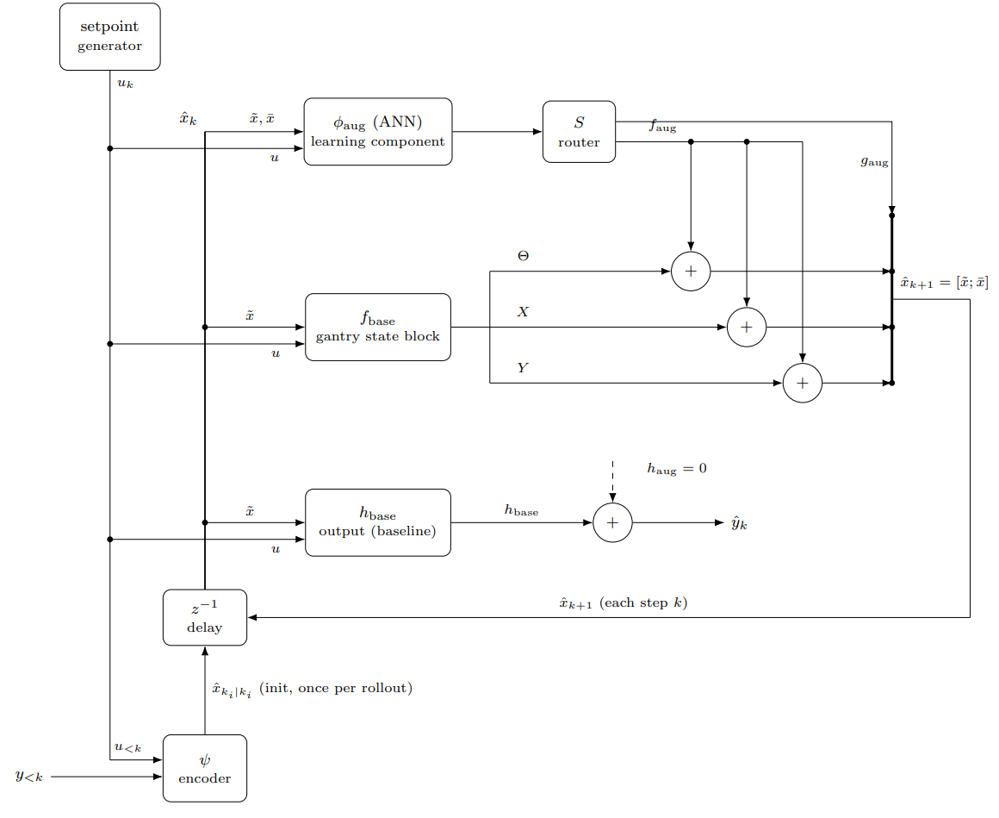 setpoint
generator
u_k
x̂_k
x̃, x̄
u
ϕ_aug (ANN)
learning component
S
router
f_aug
g_aug
Θ
x̂_{k+1} = [x̃; x̄]
x̃
u
f_base
gantry state block
X
Y
+
+
+
h_aug = 0
x̃
u
h_base
output (baseline)
h_base
+
ŷ_k
z^{-1}
delay
x̂_{k+1} (each step k)
x̂_{k_i|k_i} (init, once per rollout)
u_{<k}
y_{<k}
ψ
encoder